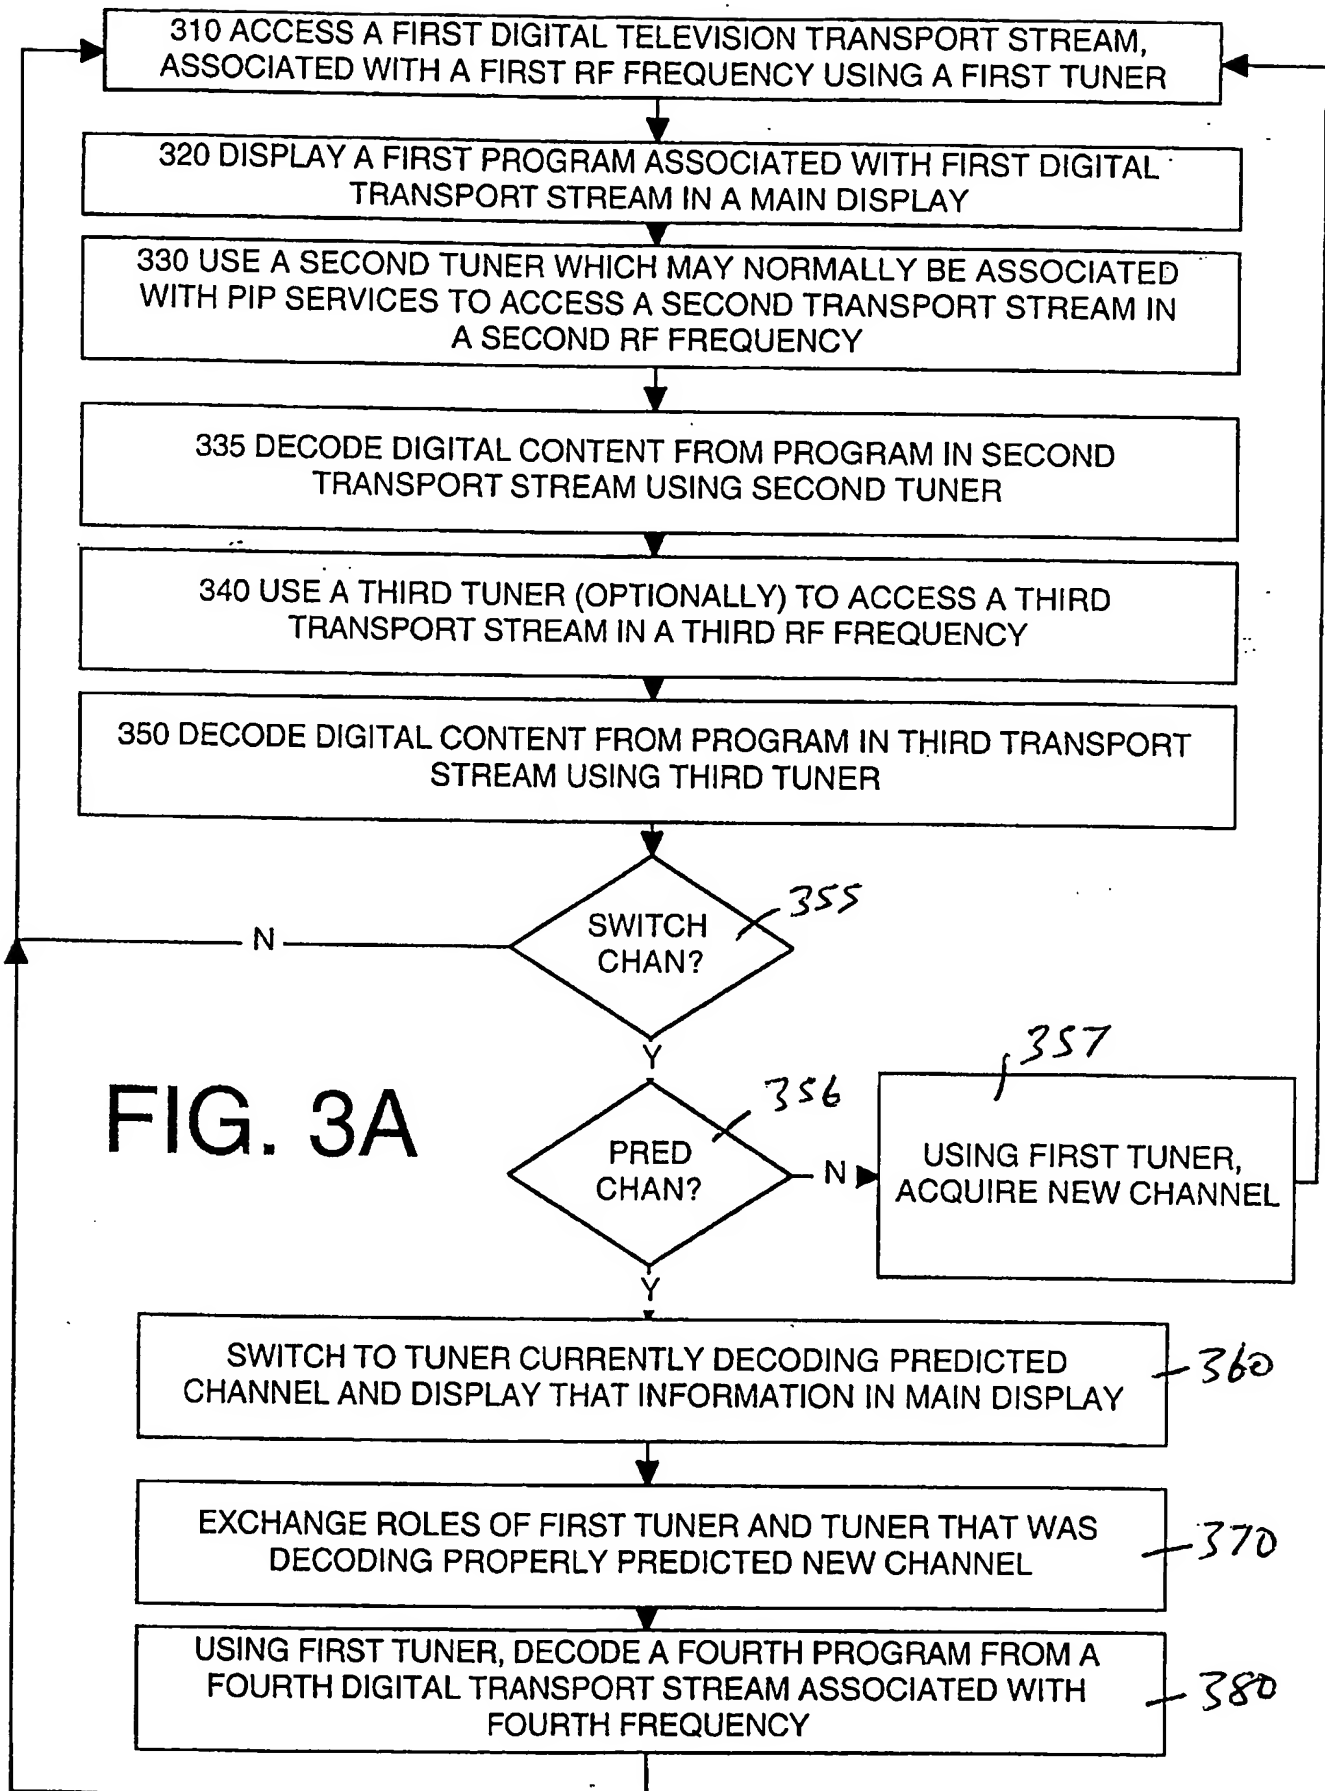 310 ACCESS A FIRST DIGITAL TELEVISION TRANSPORT STREAM,
ASSOCIATED WITH A FIRST RF FREQUENCY USING A FIRST TUNER
320 DISPLAY A FIRST PROGRAM ASSOCIATED WITH FIRST DIGITAL
TRANSPORT STREAM IN A MAIN DISPLAY
330 USE A SECOND TUNER WHICH MAY NORMALLY BE ASSOCIATED
WITH PIP SERVICES TO ACCESS A SECOND TRANSPORT STREAM IN
A SECOND RF FREQUENCY
335 DECODE DIGITAL CONTENT FROM PROGRAM IN SECOND
TRANSPORT STREAM USING SECOND TUNER
340 USE A THIRD TUNER (OPTIONALLY) TO ACCESS A THIRD
TRANSPORT STREAM IN A THIRD RF FREQUENCY
350 DECODE DIGITAL CONTENT FROM PROGRAM IN THIRD TRANSPORT
STREAM USING THIRD TUNER
355
SWITCH
CHAN?
N
Y
FIG. 3A
356
PRED
CHAN?
N
357
USING FIRST TUNER,
ACQUIRE NEW CHANNEL
Y
SWITCH TO TUNER CURRENTLY DECODING PREDICTED
CHANNEL AND DISPLAY THAT INFORMATION IN MAIN DISPLAY
360
EXCHANGE ROLES OF FIRST TUNER AND TUNER THAT WAS
DECODING PROPERLY PREDICTED NEW CHANNEL
370
USING FIRST TUNER, DECODE A FOURTH PROGRAM FROM A
FOURTH DIGITAL TRANSPORT STREAM ASSOCIATED WITH
FOURTH FREQUENCY
380